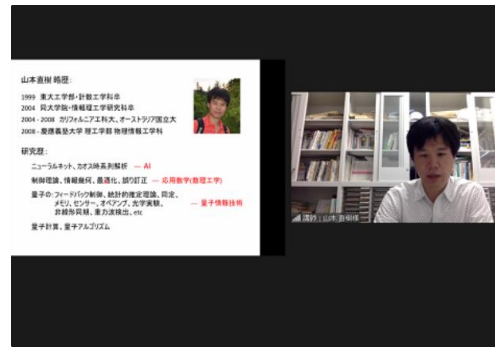 山本直樹 略歴：
1999 東大工学部・計数工学科卒
2004 同大学院・情報理工学研究科卒
2004 - 2008 カリフォルニア工科大、オーストラリア国立大
2008 - 慶應義塾大学 理工学部 物理情報工学科
研究歴：
ニューラルネット、カオス時系列解析 — AI
制御理論、情報幾何、最適化、誤り訂正 — 応用数学(数理工学)
量子の：フィードバック制御、統計的推定理論、同定、
メモリ、センサー、オペアンプ、光学実験、 — 量子情報技術
非線形同期、重力波検出、etc
量子計算、量子アルゴリズム
講師：山本 直樹様